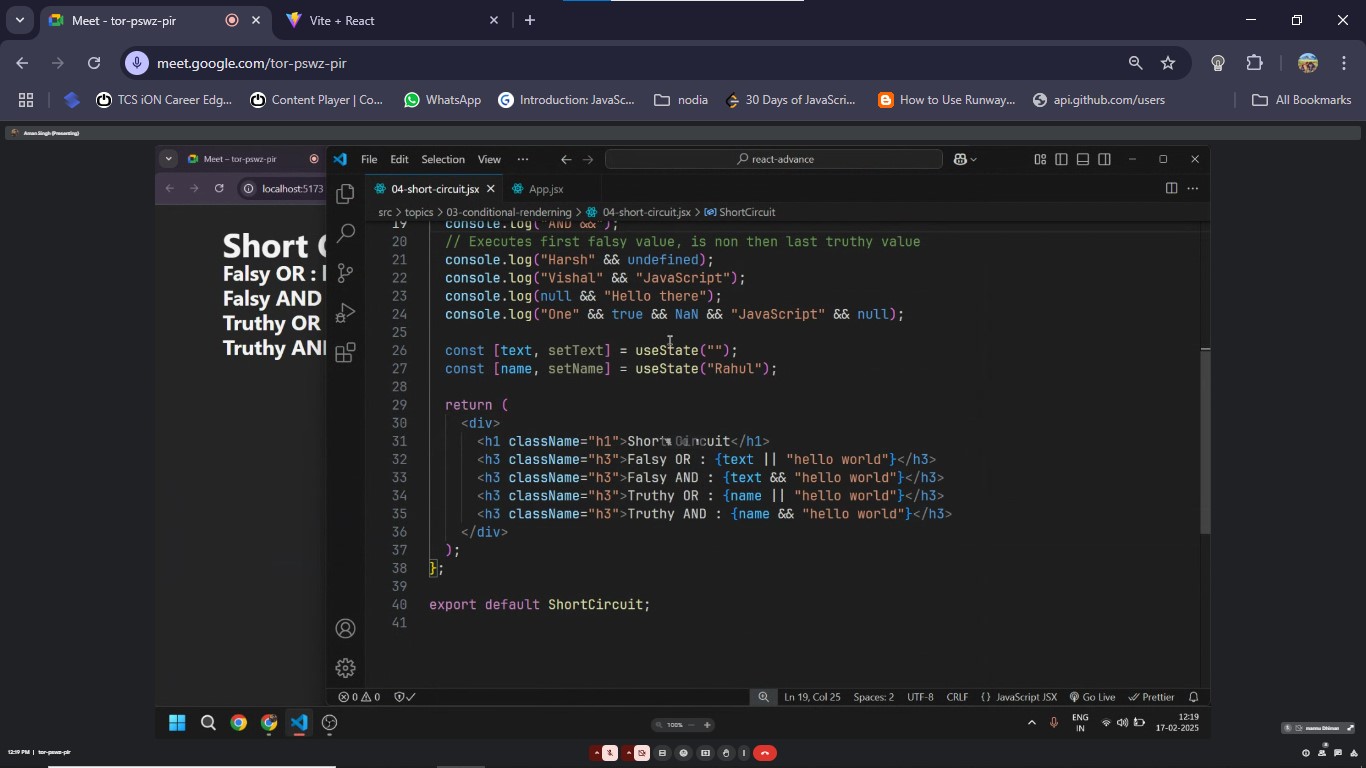 Meet - tor-pswz-pir
Vite + React
meet.google.com/tor-pswz-pir
TCS iON Career Edg...
Content Player | Co...
WhatsApp
Introduction: JavaSc...
nodia
30 Days of JavaScri...
How to Use Runway...
api.github.com/users
All Bookmarks
Aman Singh (Presenting)
Meet – tor-pswz-pir
File Edit Selection View ...
react-advance
localhost:5173
04-short-circuit.jsx
App.jsx
src > topics > 03-conditional-renderning > 04-short-circuit.jsx > ShortCircuit
Short C
Falsy OR : h
Falsy AND
Truthy OR
Truthy AN
19 console.log("AND &&");
20 // Executes first falsy value, is non then last truthy value
21 console.log("Harsh" && undefined);
22 console.log("Vishal" && "JavaScript");
23 console.log(null && "Hello there");
24 console.log("One" && true && NaN && "JavaScript" && null);
25
26 const [text, setText] = useState("");
27 const [name, setName] = useState("Rahul");
28
29 return (
30 <div>
31 <h1 className="h1">Short Circuit</h1>
32 <h3 className="h3">Falsy OR : {text || "hello world"}</h3>
33 <h3 className="h3">Falsy AND : {text && "hello world"}</h3>
34 <h3 className="h3">Truthy OR : {name || "hello world"}</h3>
35 <h3 className="h3">Truthy AND : {name && "hello world"}</h3>
36 </div>
37 );
38 };
39
40 export default ShortCircuit;
41
0 0
Ln 19, Col 25 Spaces: 2 UTF-8 CRLF {} JavaScript JSX Go Live Prettier
100%
ENG
IN
12:19
17-02-2025
12:19 PM | tor-pswz-pir